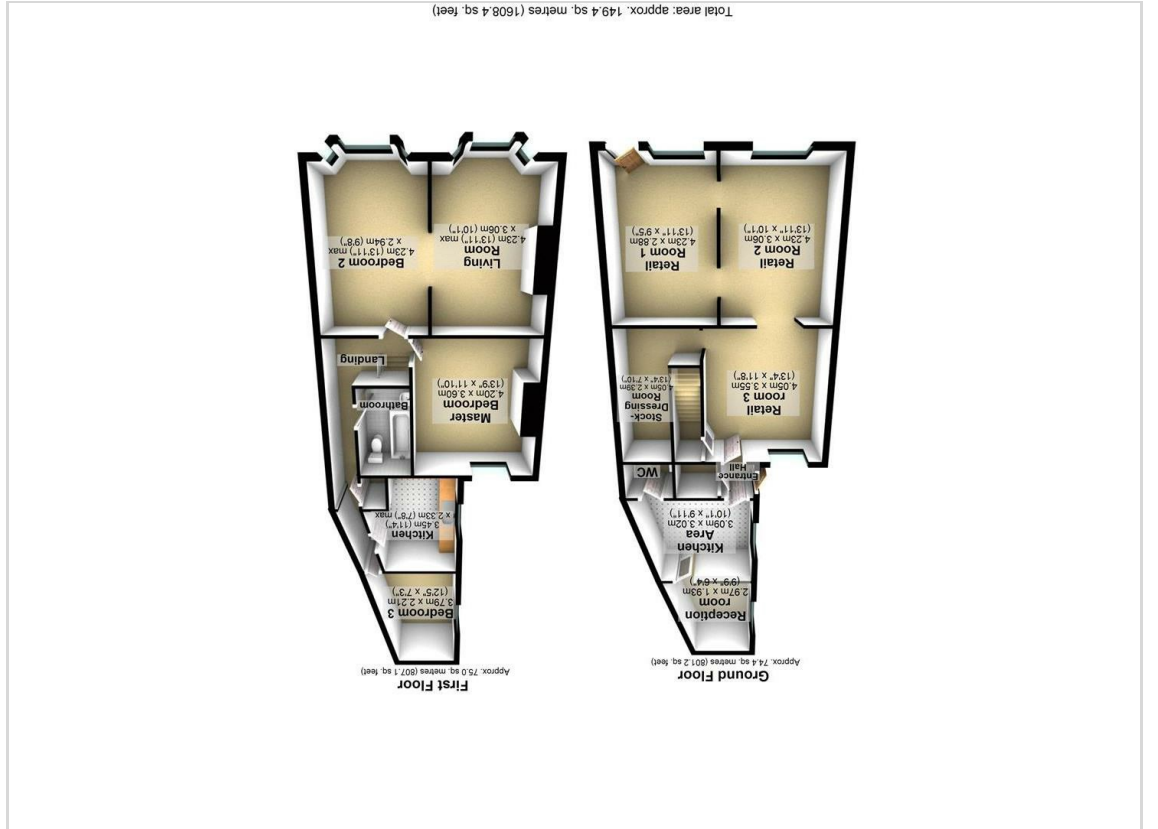 Ground Floor
Approx. 74.4 sq. metres (801.2 sq. feet)
Reception
room
2.97m x 1.93m
(9'9" x 6'4")
Kitchen
Area
3.09m x 3.02m
(10'1" x 9'11")
Entrance
Hall
WC
Retail
room 3
4.05m x 3.55m
(13'4" x 11'8")
Stock-
Dressing
Room
4.05m x 2.39m
(13'4" x 7'10")
Retail
Room 2
4.23m x 3.06m
(13'11" x 10'1")
Retail
Room 1
4.23m x 2.88m
(13'11" x 9'5")
First Floor
Approx. 75.0 sq. metres (807.1 sq. feet)
Bedroom 3
3.79m x 2.21m
(12'5" x 7'3")
Kitchen
3.45m (11'4")
x 2.33m (7'8") max
Master
Bedroom
4.20m x 3.60m
(13'9" x 11'10")
Bathroom
Landing
Living
Room
4.23m (13'11") max
x 3.06m (10'1")
Bedroom 2
4.23m (13'11") max
x 2.94m (9'8")
Total area: approx. 149.4 sq. metres (1608.4 sq. feet)